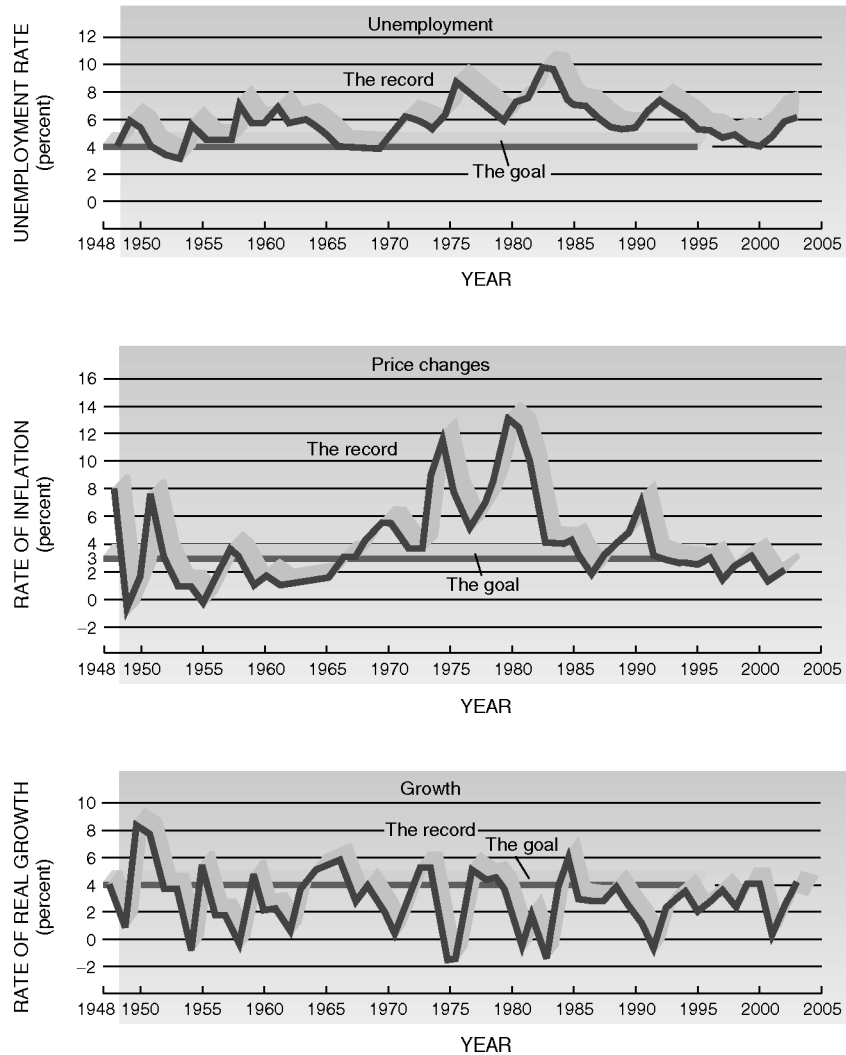 Unemployment
UNEMPLOYMENT RATE
(percent)
12
10
8
6
4
2
0
The record
The goal
1948 1950 1955 1960 1965 1970 1975 1980 1985 1990 1995 2000 2005
YEAR
Price changes
RATE OF INFLATION
(percent)
16
14
12
10
8
6
4
3
2
0
−2
The record
The goal
1948 1950 1955 1960 1965 1970 1975 1980 1985 1990 1995 2000 2005
YEAR
Growth
RATE OF REAL GROWTH
(percent)
10
8
6
4
2
0
−2
The record
The goal
1948 1950 1955 1960 1965 1970 1975 1980 1985 1990 1995 2000 2005
YEAR